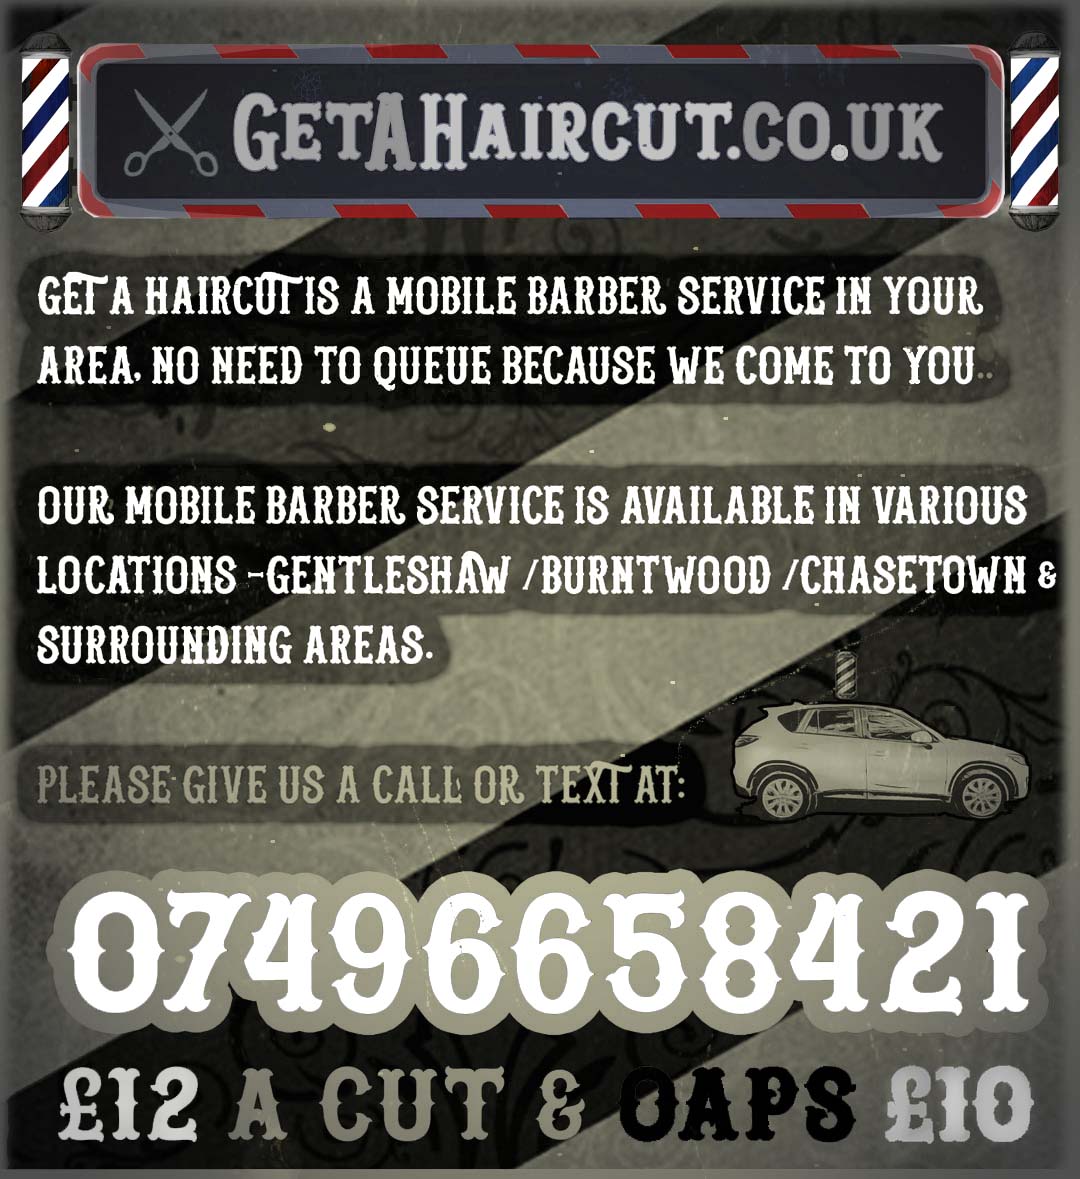 GETAHAIRCUT.CO.UK
GET A HAIRCUT IS A MOBILE BARBER SERVICE IN YOUR
AREA, NO NEED TO QUEUE BECAUSE WE COME TO YOU..
OUR MOBILE BARBER SERVICE IS AVAILABLE IN VARIOUS
LOCATIONS -GENTLESHAW /BURNTWOOD /CHASETOWN &
SURROUNDING AREAS.
PLEASE GIVE US A CALL OR TEXT AT:
07496658421
£12 A CUT & OAPS £10